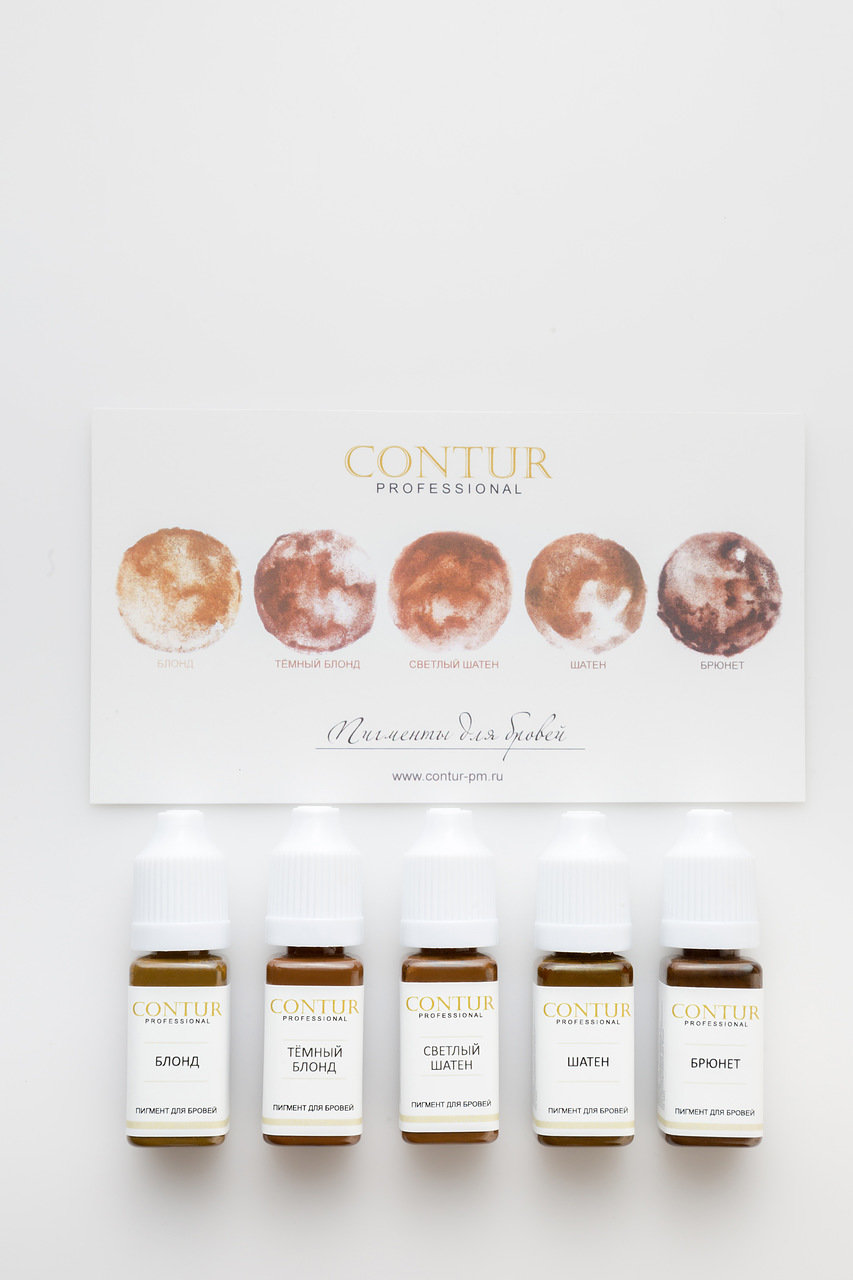 CONTUR
PROFESSIONAL
БЛОНД
ТЁМНЫЙ БЛОНД
СВЕТЛЫЙ ШАТЕН
ШАТЕН
БРЮНЕТ
Пигменты для бровей
www.contur-pm.ru
CONTUR
PROFESSIONAL
БЛОНД
ПИГМЕНТ ДЛЯ БРОВЕЙ
CONTUR
PROFESSIONAL
ТЁМНЫЙ
БЛОНД
ПИГМЕНТ ДЛЯ БРОВЕЙ
CONTUR
PROFESSIONAL
СВЕТЛЫЙ
ШАТЕН
ПИГМЕНТ ДЛЯ БРОВЕЙ
CONTUR
PROFESSIONAL
ШАТЕН
ПИГМЕНТ ДЛЯ БРОВЕЙ
CONTUR
PROFESSIONAL
БРЮНЕТ
ПИГМЕНТ ДЛЯ БРОВЕЙ